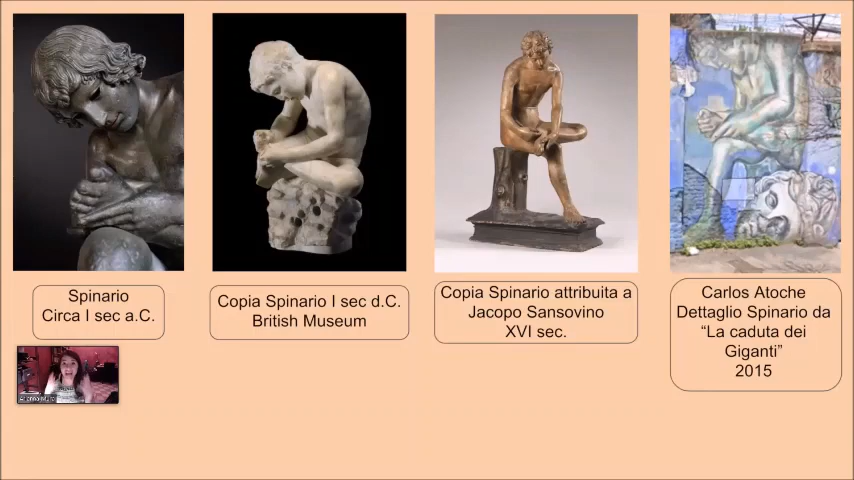 Spinario
Circa I sec a.C.
Copia Spinario I sec d.C.
British Museum
Copia Spinario attribuita a
Jacopo Sansovino
XVI sec.
Carlos Atoche
Dettaglio Spinario da
“La caduta dei
Giganti”
2015